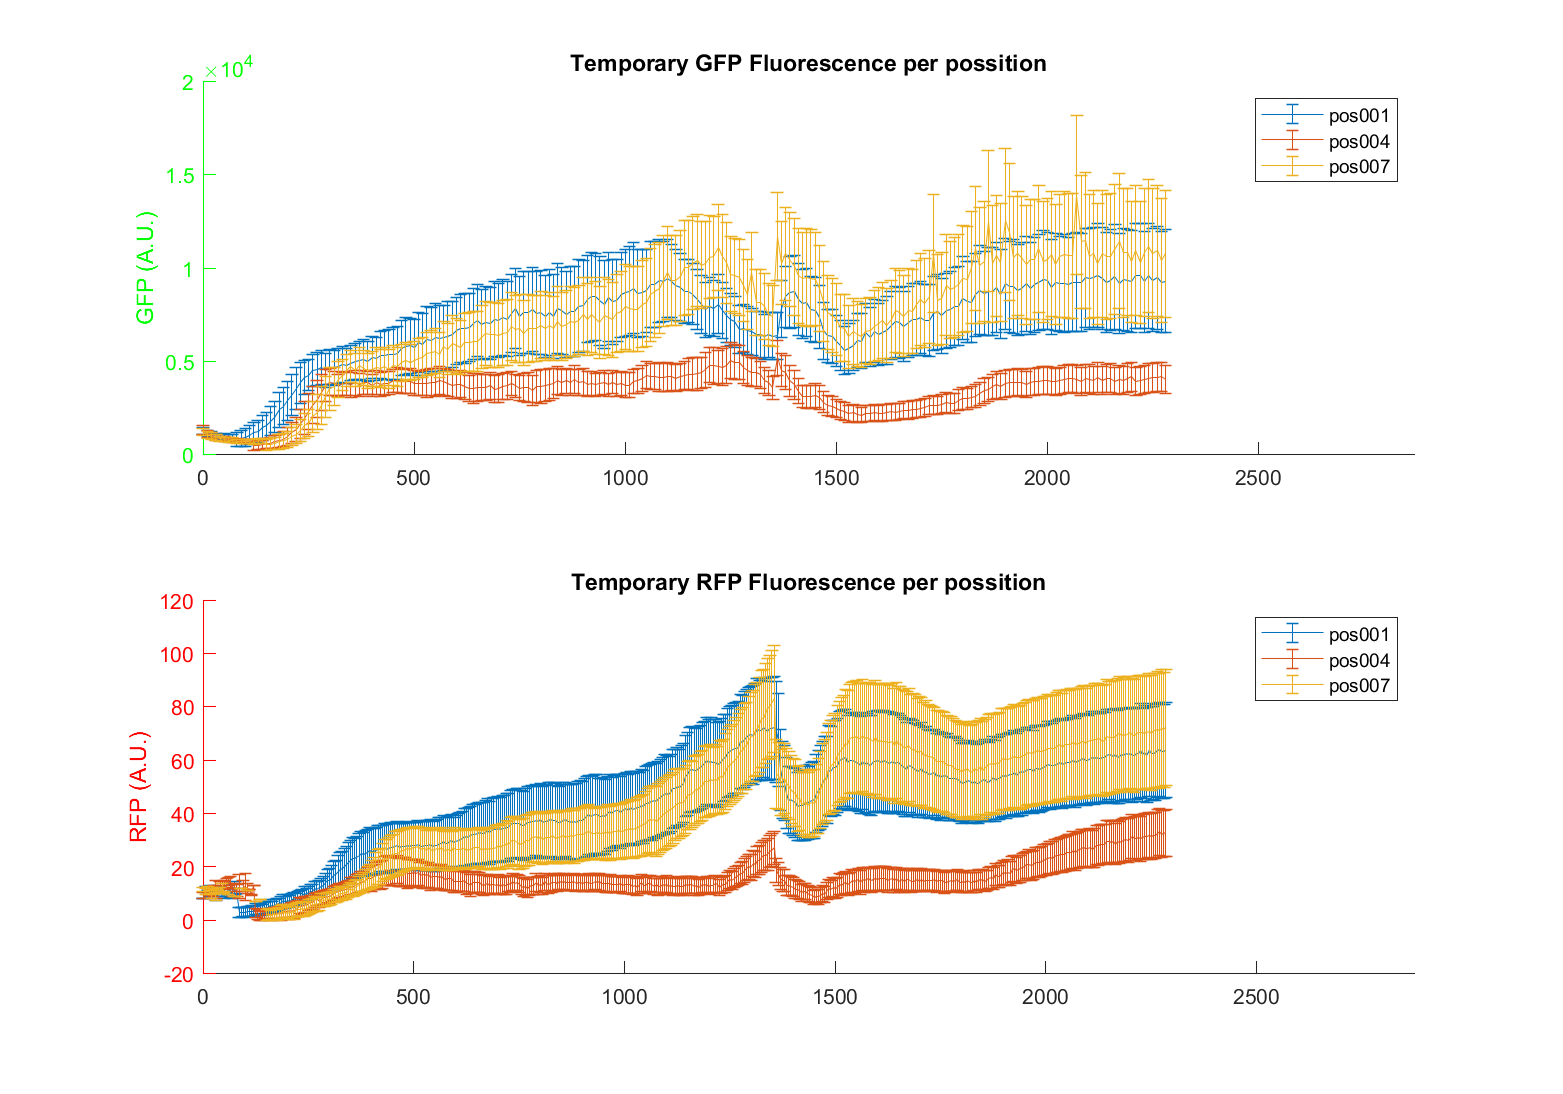 Temporary GFP Fluorescence per possition
×10⁴
2
1.5
1
0.5
0
GFP (A.U.)
0 500 1000 1500 2000 2500
pos001
pos004
pos007
Temporary RFP Fluorescence per possition
120
100
80
60
40
20
0
-20
RFP (A.U.)
0 500 1000 1500 2000 2500
pos001
pos004
pos007